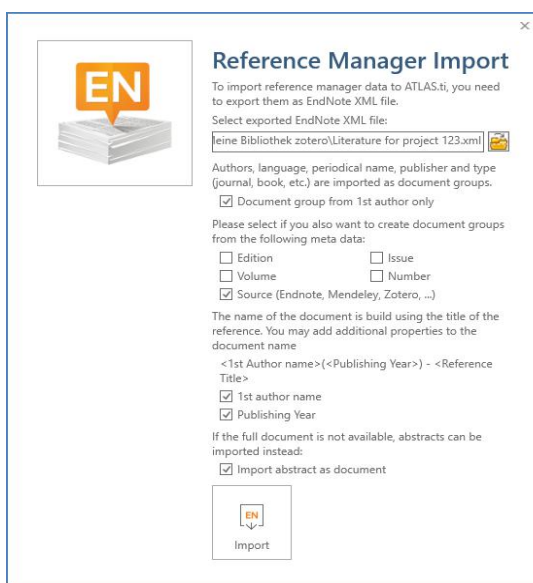 ×
EN
Reference Manager Import
To import reference manager data to ATLAS.ti, you need
to export them as EndNote XML file.
Select exported EndNote XML file:
leine Bibliothek zotero\Literature for project 123.xml
Authors, language, periodical name, publisher and type
(journal, book, etc.) are imported as document groups.
Document group from 1st author only
Please select if you also want to create document groups
from the following meta data:
Edition Issue
Volume Number
Source (Endnote, Mendeley, Zotero, ...)
The name of the document is build using the title of the
reference. You may add additional properties to the
document name
<1st Author name>(<Publishing Year>) - <Reference
Title>
1st author name
Publishing Year
If the full document is not available, abstracts can be
imported instead:
Import abstract as document
EN
Import